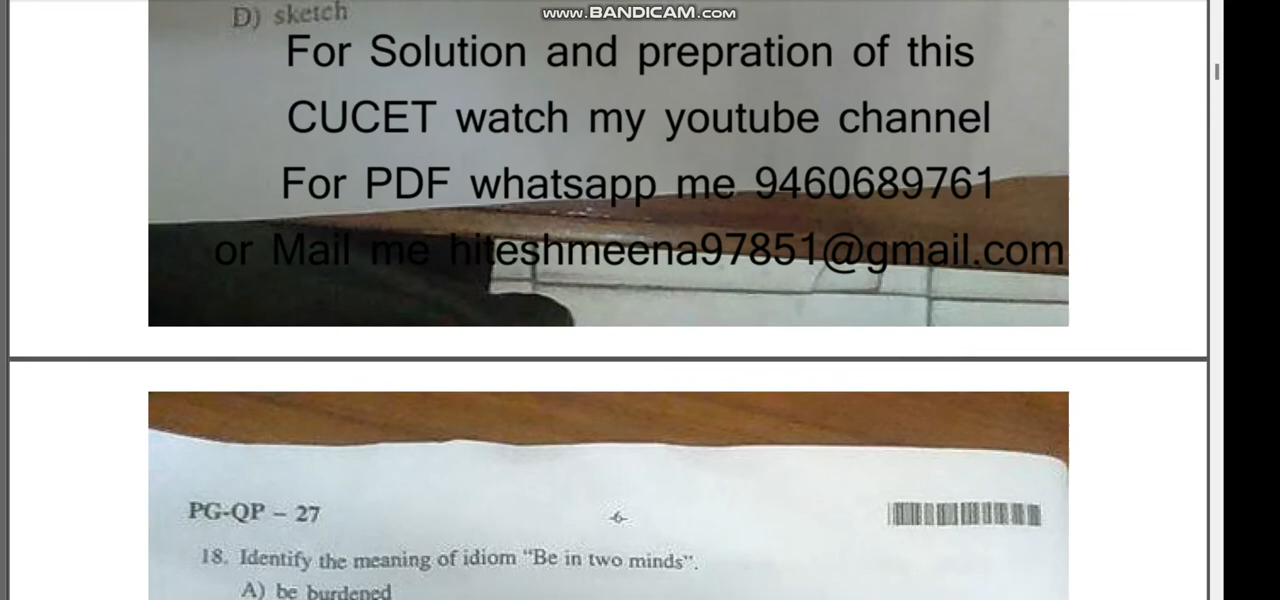 www.BANDICAM.com
D) sketch
For Solution and prepration of this
CUCET watch my youtube channel
For PDF whatsapp me 9460689761
or Mail me hiteshmeena97851@gmail.com
PG-QP – 27
-6-
18. Identify the meaning of idiom “Be in two minds”.
A) be burdened